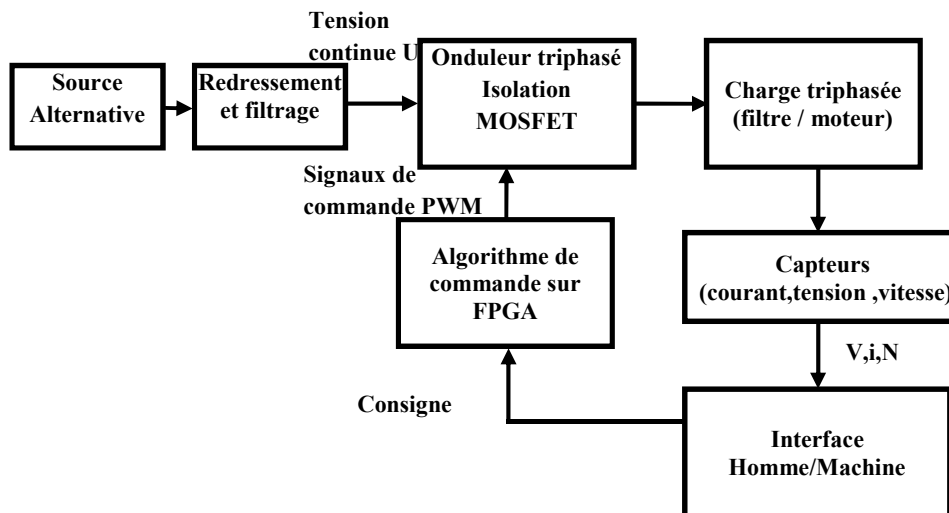 Tension
continue U
Source
Alternative
Redressement
et filtrage
Onduleur triphasé
Isolation
MOSFET
Charge triphasée
(filtre / moteur)
Signaux de
commande PWM
Algorithme de
commande sur
FPGA
Capteurs
(courant,tension ,vitesse)
V,i,N
Consigne
Interface
Homme/Machine